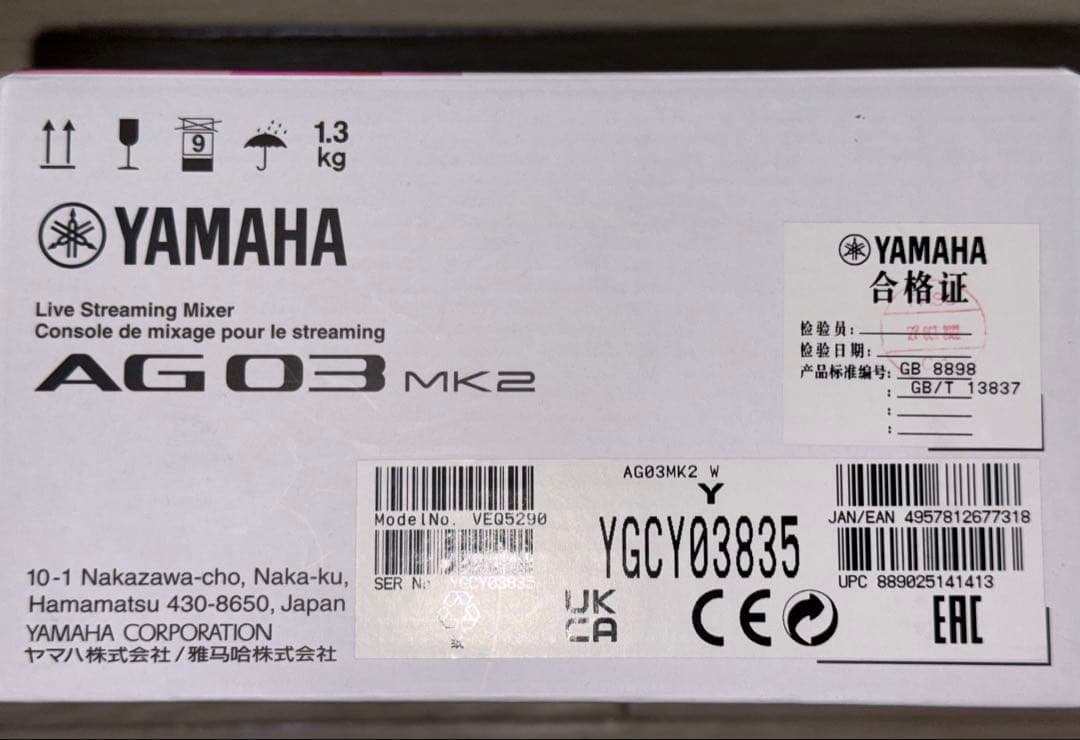 9
1.3
kg
YAMAHA
Live Streaming Mixer
Console de mixage pour le streaming
AG03 MK2
10-1 Nakazawa-cho, Naka-ku,
Hamamatsu 430-8650, Japan
YAMAHA CORPORATION
ヤマハ株式会社/雅马哈株式会社
YAMAHA
合格证
检验员:
检验日期:
产品标准编号: GB 8898
: GB/T 13837
:
:
AG03MK2 W
Y
ModelNo. VEQ5290
YGCY03835
SER No YGCY03835
紙
UK
CA
CE
JAN/EAN 4957812677318
UPC 889025141413
EAC